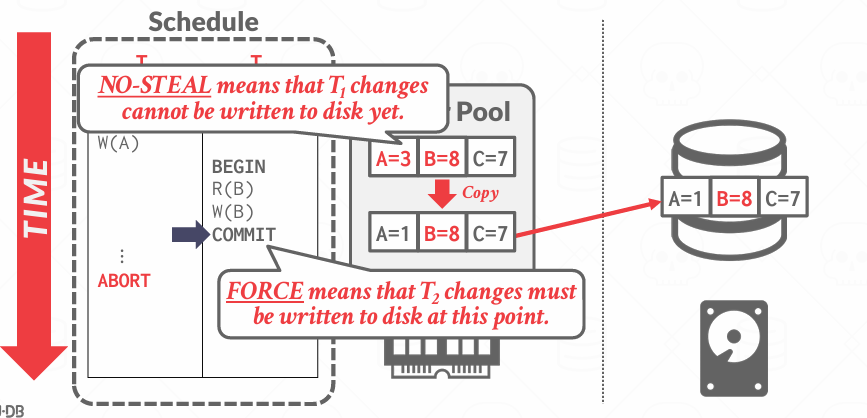 Schedule
T
T
NO-STEAL means that T1 changes
cannot be written to disk yet.
Pool
W(A)
⋮
ABORT
BEGIN
R(B)
W(B)
COMMIT
TIME
A=3 B=8 C=7
Copy
A=1 B=8 C=7
A=1 B=8 C=7
FORCE means that T2 changes must
be written to disk at this point.
DB